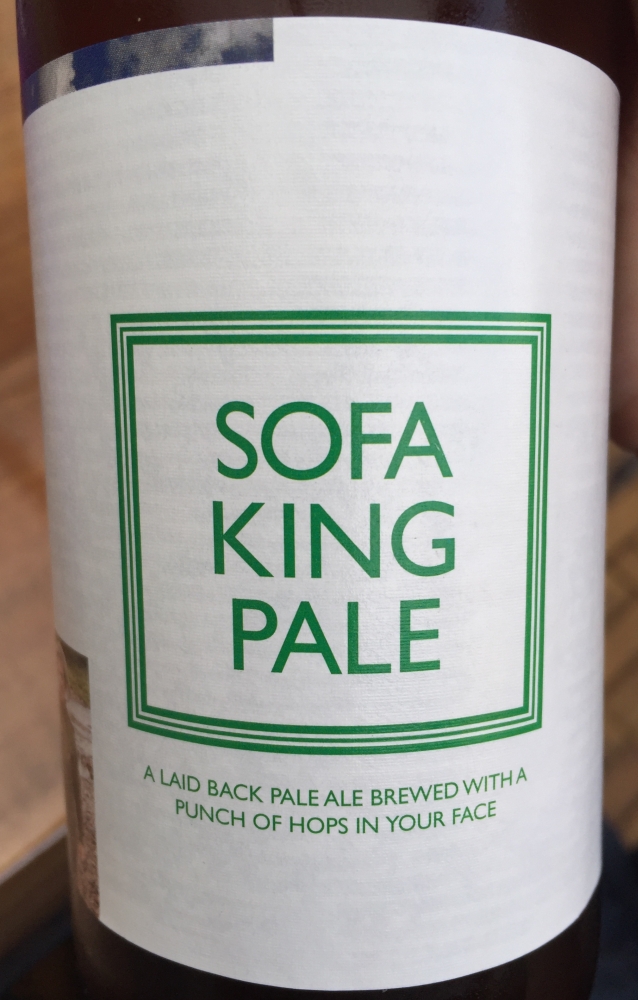 SOFA
KING
PALE
A LAID BACK PALE ALE BREWED WITH A
PUNCH OF HOPS IN YOUR FACE